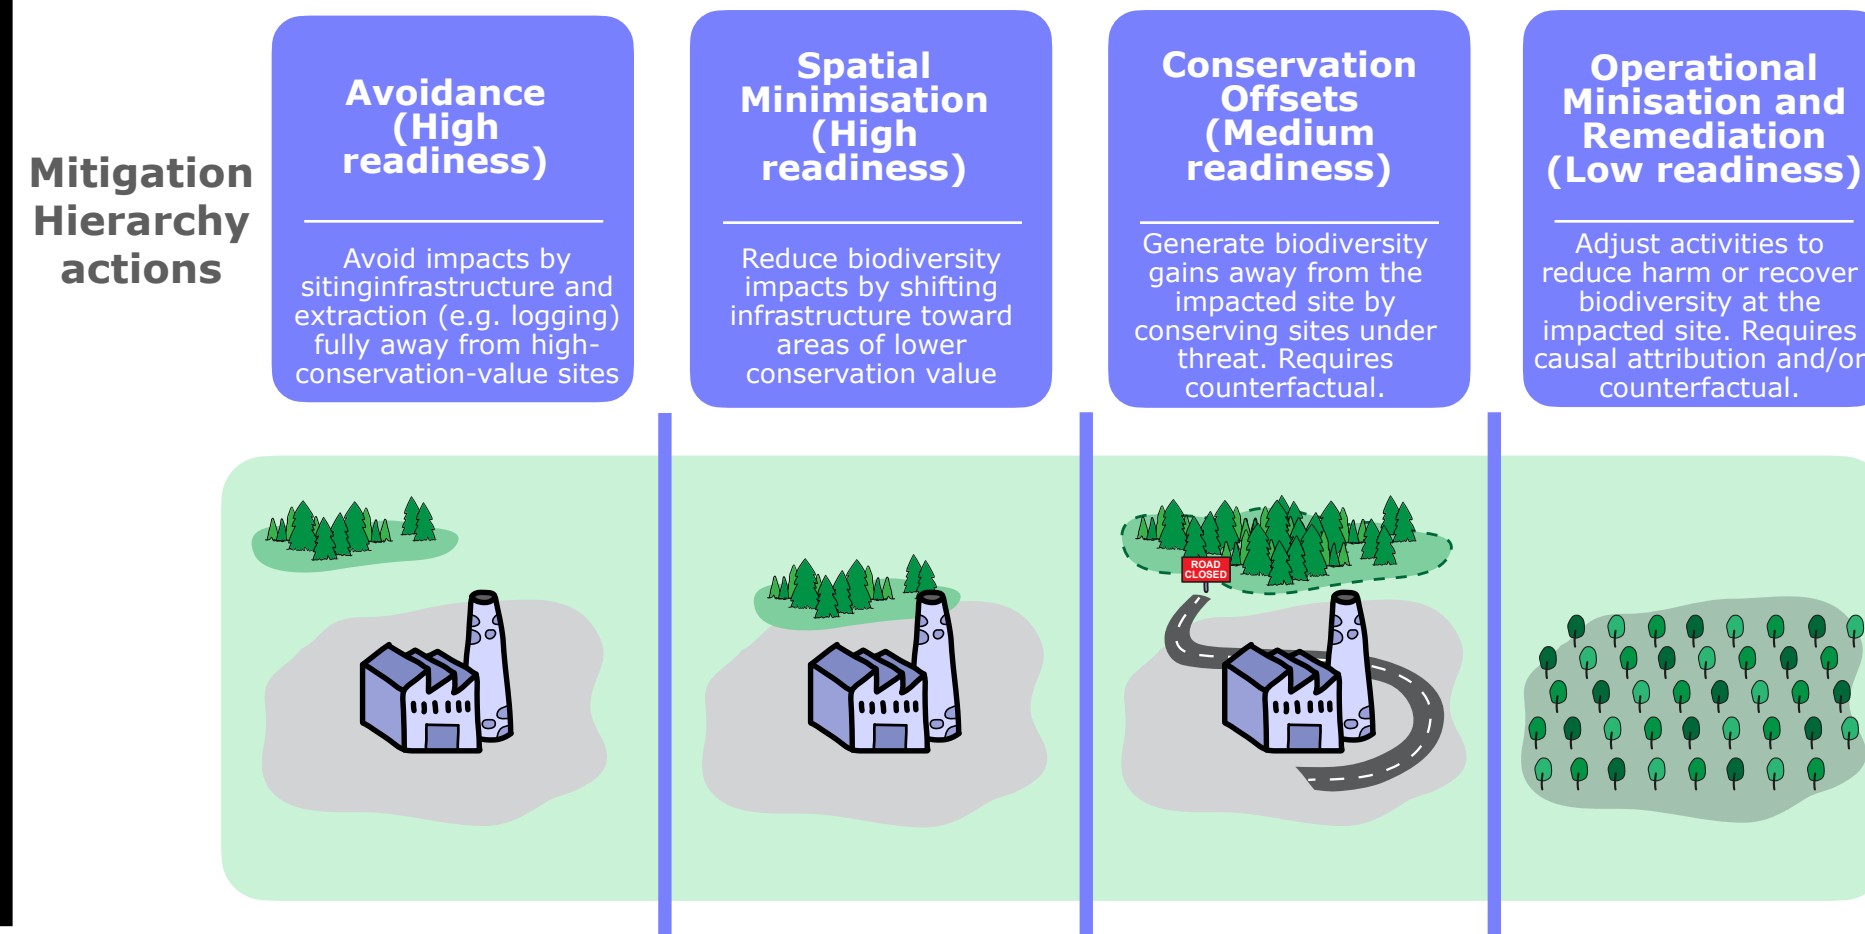 Mitigation
Hierarchy
actions
Avoidance
(High
readiness)
Avoid impacts by
sitinginfrastructure and
extraction (e.g. logging)
fully away from high-
conservation-value sites
Spatial
Minimisation
(High
readiness)
Reduce biodiversity
impacts by shifting
infrastructure toward
areas of lower
conservation value
Conservation
Offsets
(Medium
readiness)
Generate biodiversity
gains away from the
impacted site by
conserving sites under
threat. Requires
counterfactual.
Operational
Minisation and
Remediation
(Low readiness)
Adjust activities to
reduce harm or recover
biodiversity at the
impacted site. Requires
causal attribution and/or
counterfactual.
ROAD
CLOSED